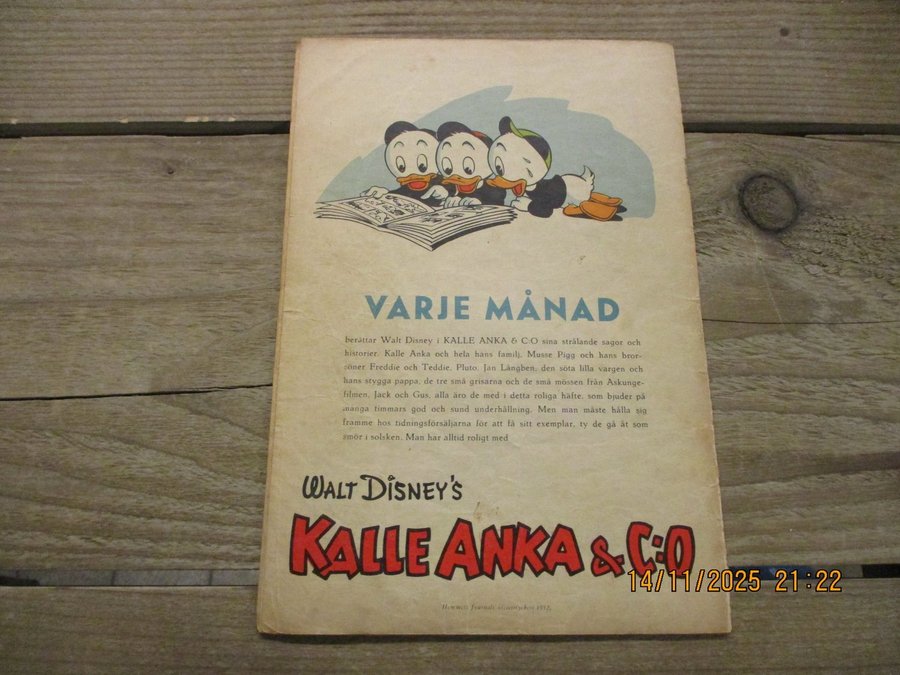 VARJE MÅNAD
berättar Walt Disney i KALLE ANKA & C:O sina strålande sagor och
historier. Kalle Anka och hela hans familj, Musse Pigg och hans bror-
söner Freddie och Teddie, Pluto, Jan Långben, den söta lilla vargen och
hans stygga pappa, de tre små grisarna och de små mössen från Askunge-
filmen, Jack och Gus, alla äro de med i detta roliga häfte, som bjuder på
manga timmars god och sund underhållning. Men man måste hålla sig
framme hos tidningsförsäljarna för att få sitt exemplar, ty de gå åt som
smör i solsken. Man har alltid roligt med
WALT DISNEY'S
KALLE ANKA & C:O
14/11/2025 21:22
Hemmets Journals 1952.